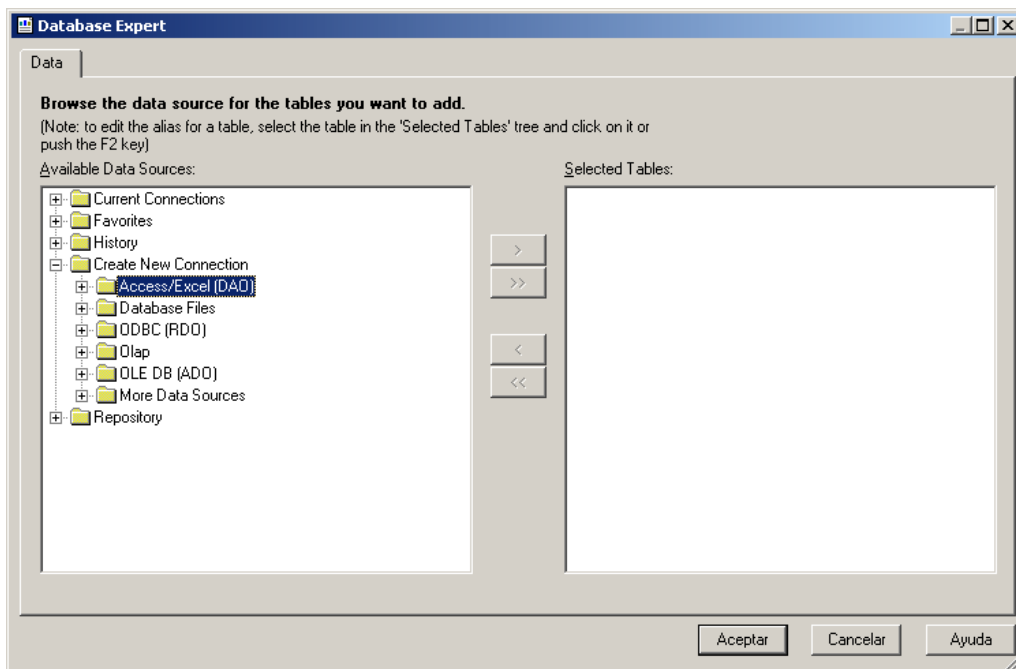 Database Expert
Data
Browse the data source for the tables you want to add.
(Note: to edit the alias for a table, select the table in the 'Selected Tables' tree and click on it or
push the F2 key)
Available Data Sources:
Selected Tables:
Current Connections
Favorites
History
Create New Connection
Access/Excel (DAO)
Database Files
ODBC (RDO)
Olap
OLE DB (ADO)
More Data Sources
Repository
>
>>
<
<<
Aceptar
Cancelar
Ayuda